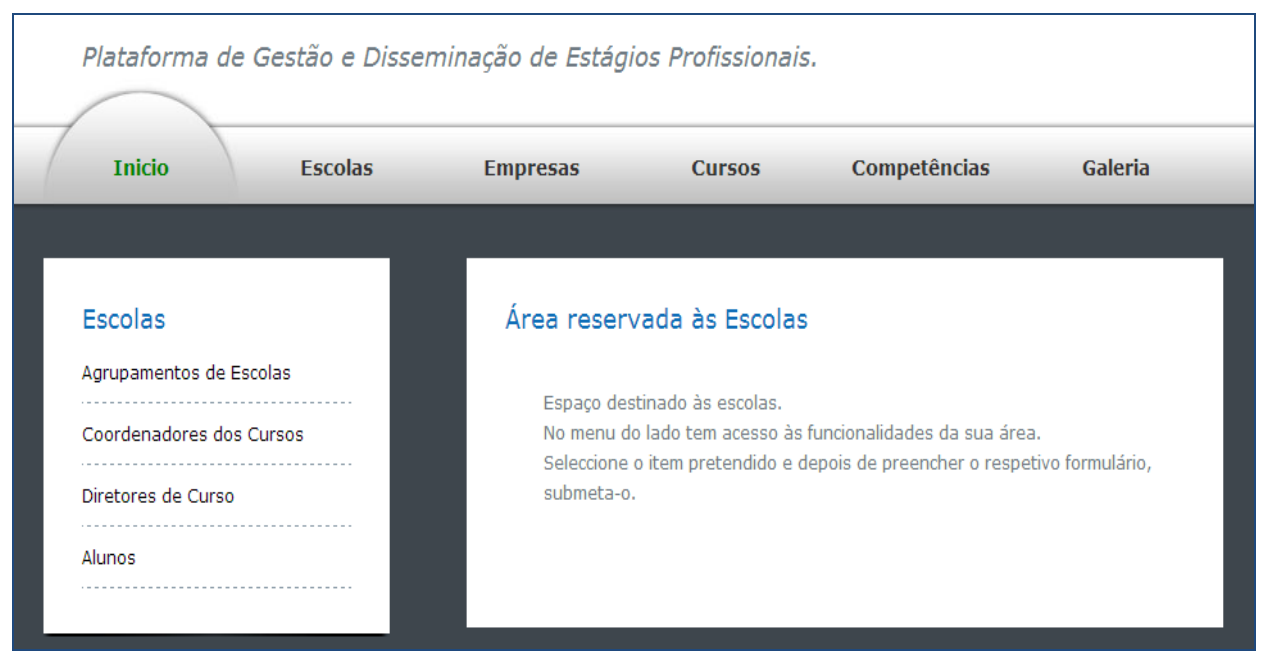 Plataforma de Gestão e Disseminação de Estágios Profissionais.
Inicio Escolas Empresas Cursos Competências Galeria
Escolas
Agrupamentos de Escolas
Coordenadores dos Cursos
Diretores de Curso
Alunos
Área reservada às Escolas
Espaço destinado às escolas.
No menu do lado tem acesso às funcionalidades da sua área.
Seleccione o item pretendido e depois de preencher o respetivo formulário,
submeta-o.